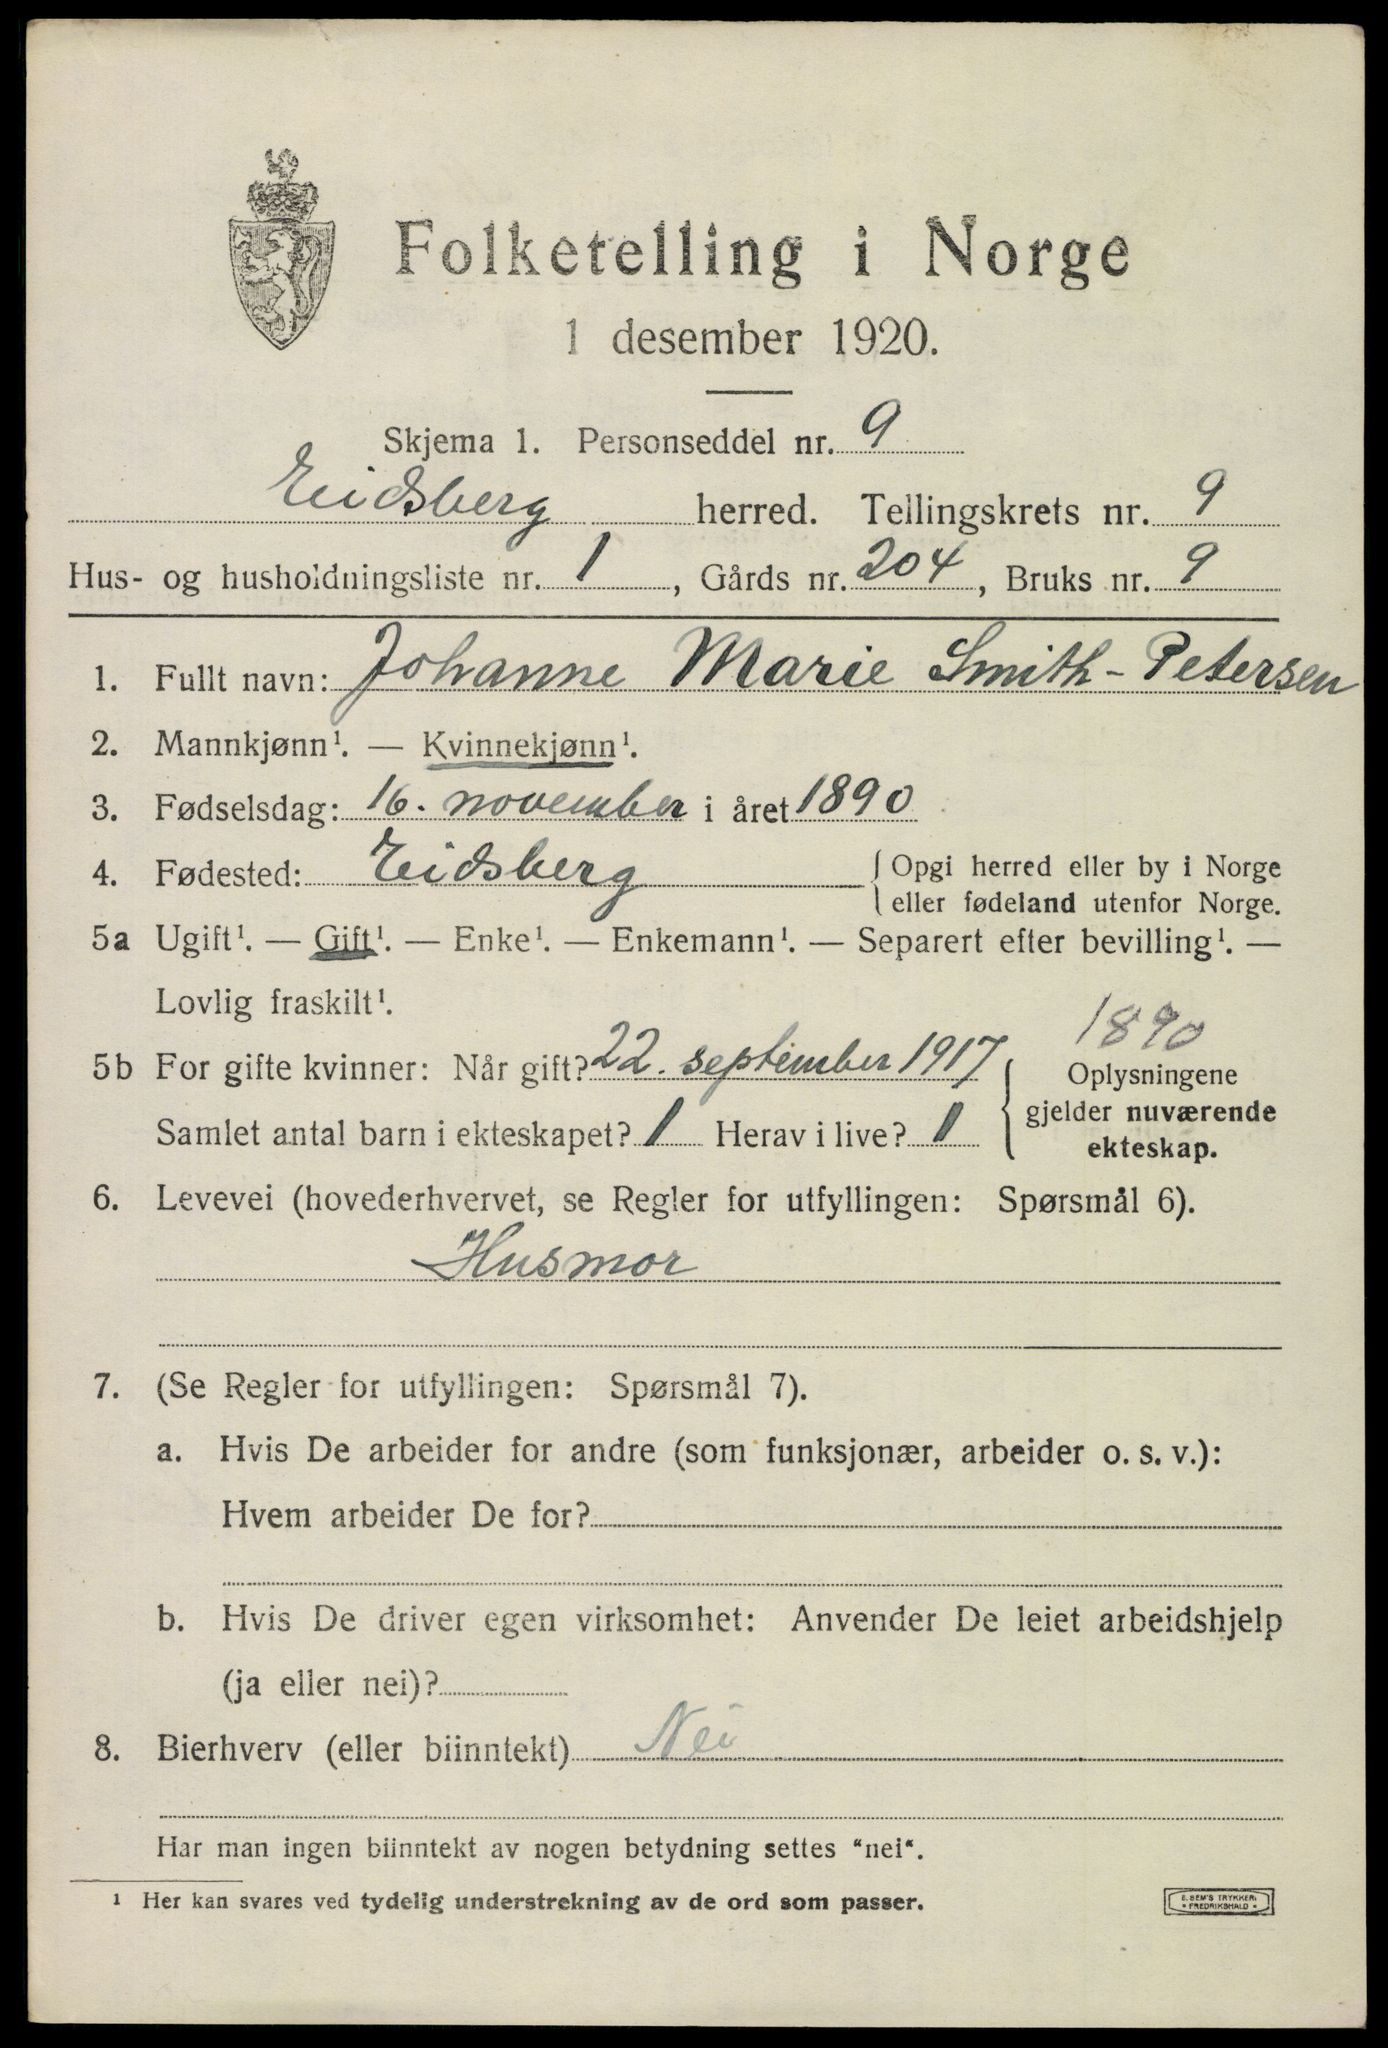 Folketelling i Norge
1 desember 1920.
Skjema 1. Personseddel nr. 9
Eidsberg herred. Tellingskrets nr. 9
Hus- og husholdningsliste nr. 1, Gårds nr. 204, Bruks nr. 9
1. Fullt navn: Johanne Marie Smith-Petersen
2. Mannkjønn¹. — Kvinnekjønn¹.
3. Fødselsdag: 16. november i året 1890
4. Fødested: Eidsberg { Opgi herred eller by i Norge
eller fødeland utenfor Norge.
5a Ugift¹. — Gift¹. — Enke¹. — Enkemann¹. — Separert efter bevilling¹. —
Lovlig fraskilt¹.
1890
5b For gifte kvinner: Når gift? 22. september 1917 { Oplysningene
gjelder nuværende
ekteskap.
Samlet antal barn i ekteskapet? 1 Herav i live? 1
6. Levevei (hovederhvervet, se Regler for utfyllingen: Spørsmål 6).
Husmor
7. (Se Regler for utfyllingen: Spørsmål 7).
a. Hvis De arbeider for andre (som funksjonær, arbeider o. s. v.):
Hvem arbeider De for?
b. Hvis De driver egen virksomhet: Anvender De leiet arbeidshjelp
(ja eller nei)?
8. Bierhverv (eller biinntekt) Nei
Har man ingen biinntekt av nogen betydning settes "nei".
¹ Her kan svares ved tydelig understrekning av de ord som passer.
E. SEM'S TRYKKERI
• FREDRIKSHALD •